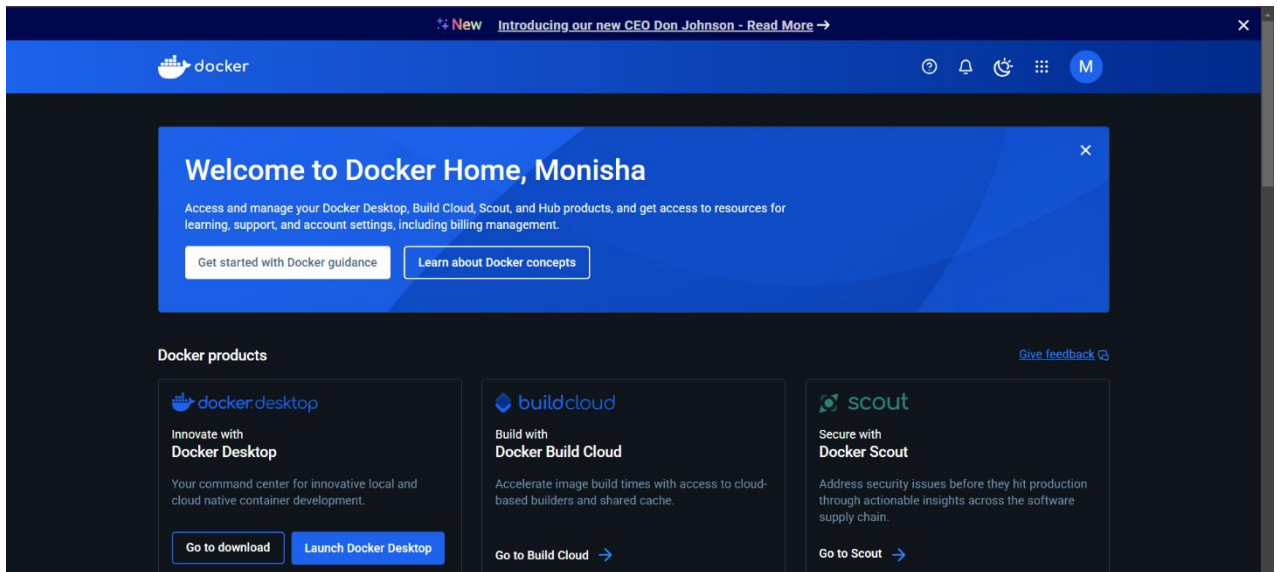 New Introducing our new CEO Don Johnson - Read More →
docker
M
Welcome to Docker Home, Monisha
Access and manage your Docker Desktop, Build Cloud, Scout, and Hub products, and get access to resources for
learning, support, and account settings, including billing management.
Get started with Docker guidance
Learn about Docker concepts
Docker products
Give feedback
docker.desktop
Innovate with
Docker Desktop
Your command center for innovative local and
cloud native container development.
Go to download
Launch Docker Desktop
buildcloud
Build with
Docker Build Cloud
Accelerate image build times with access to cloud-
based builders and shared cache.
Go to Build Cloud →
scout
Secure with
Docker Scout
Address security issues before they hit production
through actionable insights across the software
supply chain.
Go to Scout →